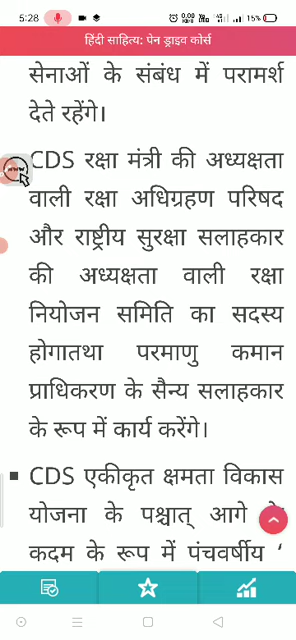 5:28
15%
हिंदी साहित्य: पेन ड्राइव कोर्स
सेनाओं के संबंध में परामर्श
देते रहेंगे।
CDS रक्षा मंत्री की अध्यक्षता
वाली रक्षा अधिग्रहण परिषद
और राष्ट्रीय सुरक्षा सलाहकार
की अध्यक्षता वाली रक्षा
नियोजन समिति का सदस्य
होगातथा परमाणु कमान
प्राधिकरण के सैन्य सलाहकार
के रूप में कार्य करेंगे।
CDS एकीकृत क्षमता विकास
योजना के पश्चात् आगे
कदम के रूप में पंचवर्षीय ‘